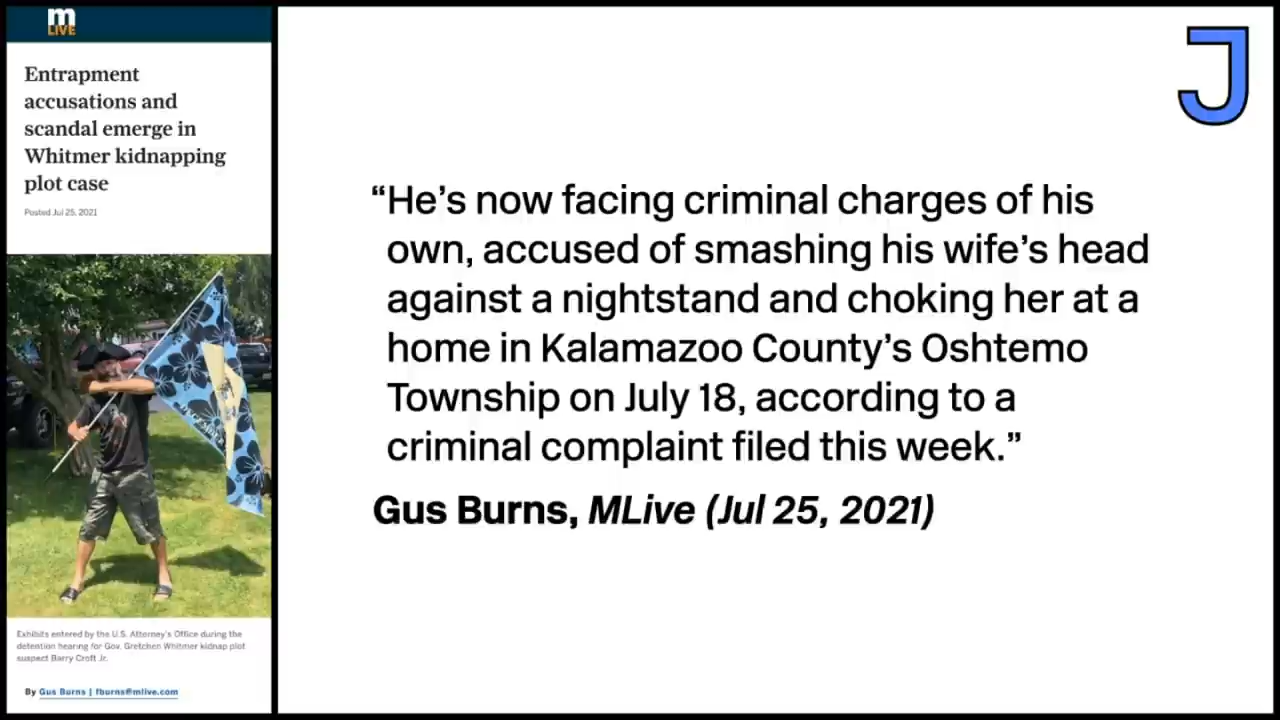 m
LIVE
Entrapment
accusations and
scandal emerge in
Whitmer kidnapping
plot case
Posted Jul 25, 2021
Exhibits entered by the U.S. Attorney's Office during the
detention hearing for Gov. Gretchen Whitmer kidnap plot
suspect Barry Croft Jr.
By Gus Burns | fburns@mlive.com
J
“He’s now facing criminal charges of his
own, accused of smashing his wife’s head
against a nightstand and choking her at a
home in Kalamazoo County’s Oshtemo
Township on July 18, according to a
criminal complaint filed this week.”
Gus Burns, MLive (Jul 25, 2021)